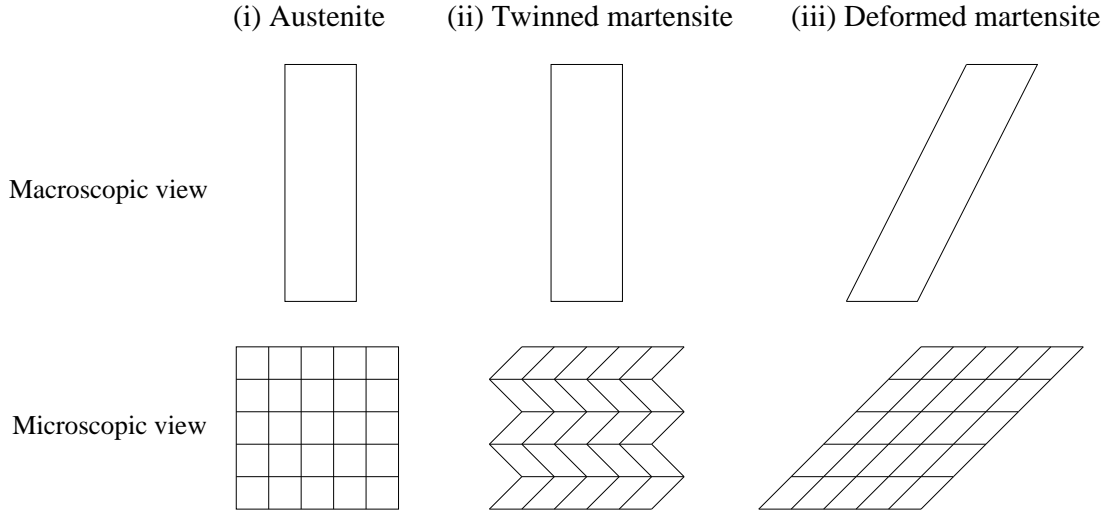 (i) Austenite
(ii) Twinned martensite
(iii) Deformed martensite
Macroscopic view
Microscopic view